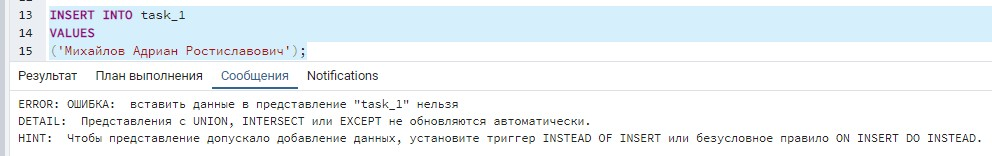 13 INSERT INTO task_1
14 VALUES
15 ('Михайлов Адриан Ростиславович');
Результат План выполнения Сообщения Notifications
ERROR: ОШИБКА:  вставить данные в представление "task_1" нельзя
DETAIL:  Представления с UNION, INTERSECT или EXCEPT не обновляются автоматически.
HINT:  Чтобы представление допускало добавление данных, установите триггер INSTEAD OF INSERT или безусловное правило ON INSERT DO INSTEAD.